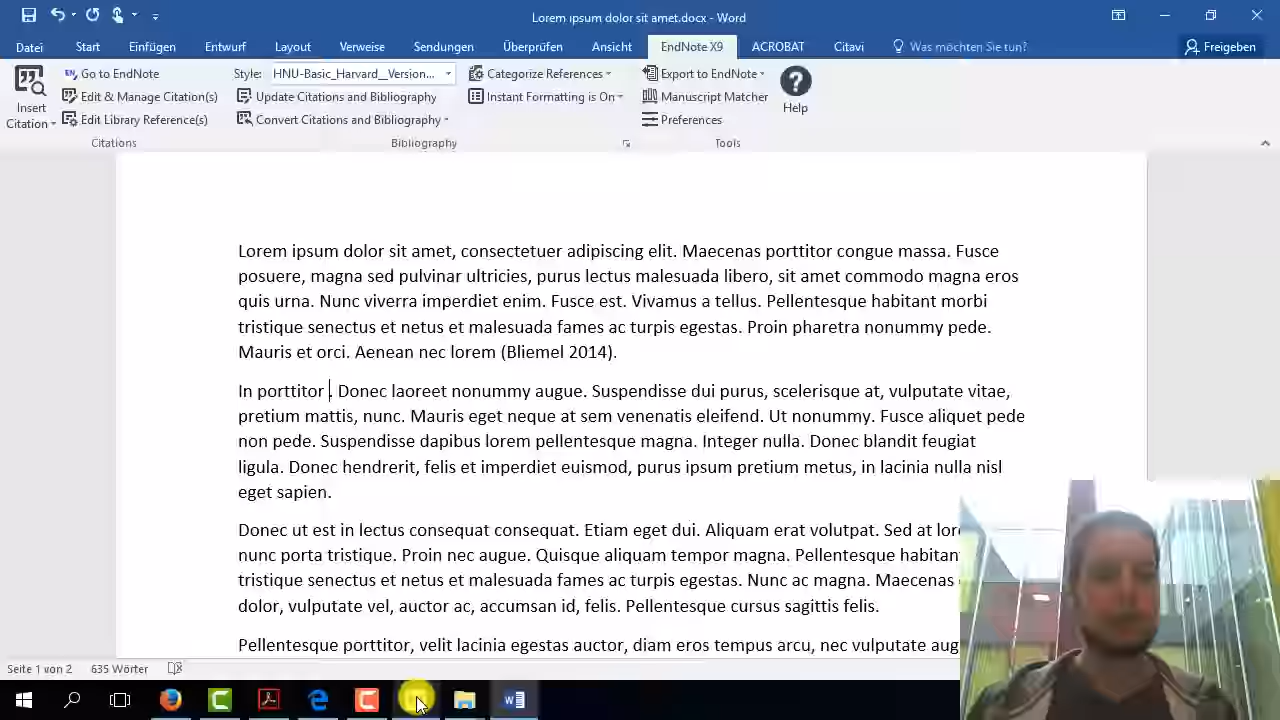 Lorem ipsum dolor sit amet.docx - Word
Datei Start Einfügen Entwurf Layout Verweise Sendungen Überprüfen Ansicht EndNote X9 ACROBAT Citavi Was möchten Sie tun? Freigeben
Go to EndNote Style: HNU-Basic_Harvard__Version... Categorize References Export to EndNote
Insert Citation Edit & Manage Citation(s) Update Citations and Bibliography Instant Formatting is On Manuscript Matcher Help
Edit Library Reference(s) Convert Citations and Bibliography Preferences
Citations Bibliography Tools
Lorem ipsum dolor sit amet, consectetuer adipiscing elit. Maecenas porttitor congue massa. Fusce
posuere, magna sed pulvinar ultricies, purus lectus malesuada libero, sit amet commodo magna eros
quis urna. Nunc viverra imperdiet enim. Fusce est. Vivamus a tellus. Pellentesque habitant morbi
tristique senectus et netus et malesuada fames ac turpis egestas. Proin pharetra nonummy pede.
Mauris et orci. Aenean nec lorem (Bliemel 2014).
In porttitor . Donec laoreet nonummy augue. Suspendisse dui purus, scelerisque at, vulputate vitae,
pretium mattis, nunc. Mauris eget neque at sem venenatis eleifend. Ut nonummy. Fusce aliquet pede
non pede. Suspendisse dapibus lorem pellentesque magna. Integer nulla. Donec blandit feugiat
ligula. Donec hendrerit, felis et imperdiet euismod, purus ipsum pretium metus, in lacinia nulla nisl
eget sapien.
Donec ut est in lectus consequat consequat. Etiam eget dui. Aliquam erat volutpat. Sed at lo
nunc porta tristique. Proin nec augue. Quisque aliquam tempor magna. Pellentesque habitan
tristique senectus et netus et malesuada fames ac turpis egestas. Nunc ac magna. Maecenas
dolor, vulputate vel, auctor ac, accumsan id, felis. Pellentesque cursus sagittis felis.
Pellentesque porttitor, velit lacinia egestas auctor, diam eros tempus arcu, nec vulputate aug
Seite 1 von 2 635 Wörter